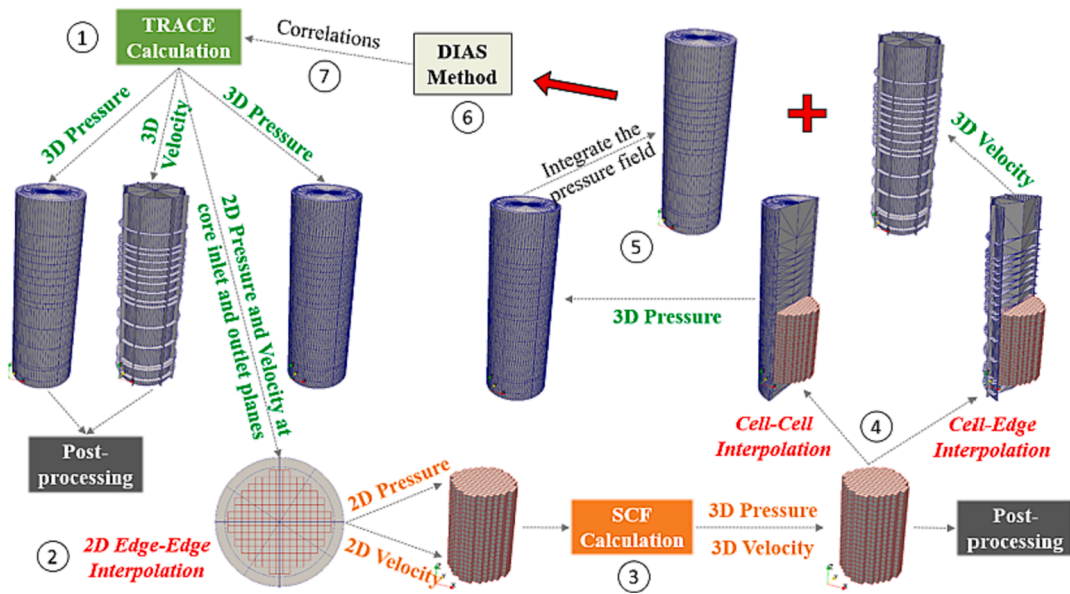 1
TRACE
Calculation
Correlations
7
DIAS
Method
6
3D Pressure
3D
Velocity
3D Pressure
2D Pressure and Velocity at
core inlet and outlet planes
Integrate the
pressure field
5
3D Velocity
3D Pressure
Post-
processing
Cell-Cell
Interpolation
4
Cell-Edge
Interpolation
2
2D Edge-Edge
Interpolation
2D Pressure
2D Velocity
SCF
Calculation
3
3D Pressure
3D Velocity
Post-
processing